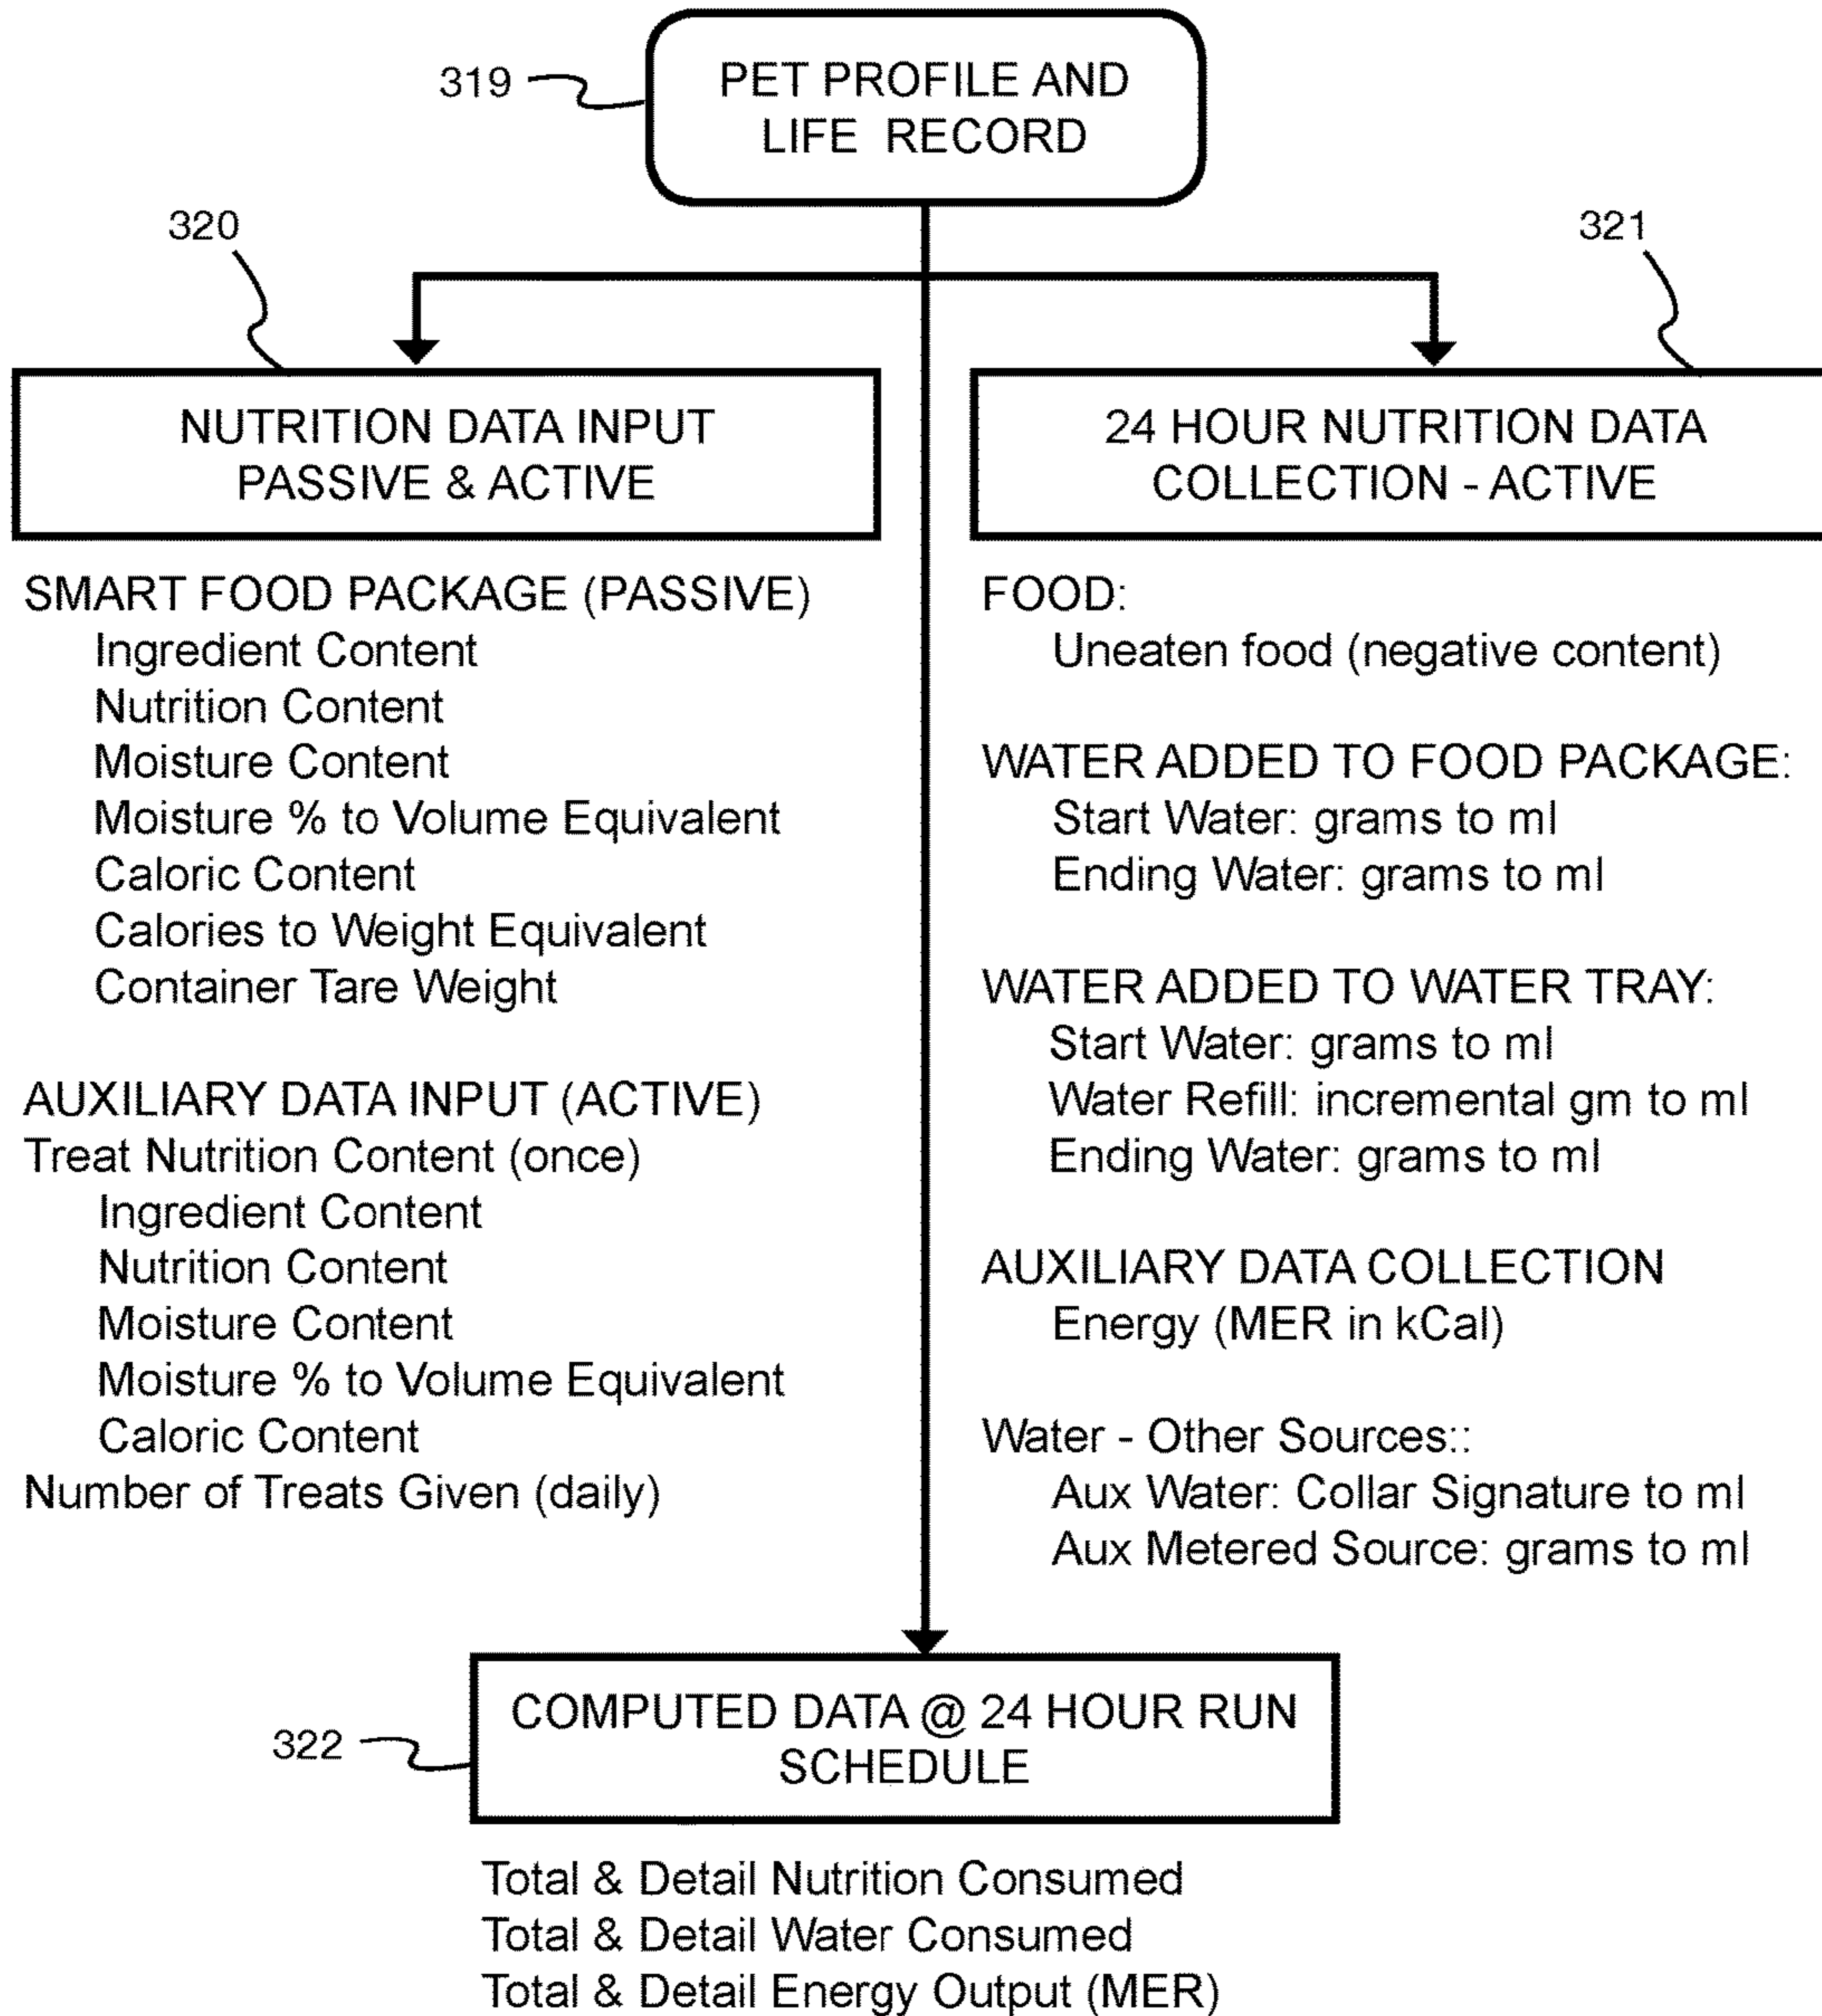 319
PET PROFILE AND
LIFE RECORD
320
321
NUTRITION DATA INPUT
PASSIVE & ACTIVE
24 HOUR NUTRITION DATA
COLLECTION - ACTIVE
SMART FOOD PACKAGE (PASSIVE)
Ingredient Content
Nutrition Content
Moisture Content
Moisture % to Volume Equivalent
Caloric Content
Calories to Weight Equivalent
Container Tare Weight
AUXILIARY DATA INPUT (ACTIVE)
Treat Nutrition Content (once)
Ingredient Content
Nutrition Content
Moisture Content
Moisture % to Volume Equivalent
Caloric Content
Number of Treats Given (daily)
FOOD:
Uneaten food (negative content)
WATER ADDED TO FOOD PACKAGE:
Start Water: grams to ml
Ending Water: grams to ml
WATER ADDED TO WATER TRAY:
Start Water: grams to ml
Water Refill: incremental gm to ml
Ending Water: grams to ml
AUXILIARY DATA COLLECTION
Energy (MER in kCal)
Water - Other Sources::
Aux Water: Collar Signature to ml
Aux Metered Source: grams to ml
322
COMPUTED DATA @ 24 HOUR RUN
SCHEDULE
Total & Detail Nutrition Consumed
Total & Detail Water Consumed
Total & Detail Energy Output (MER)